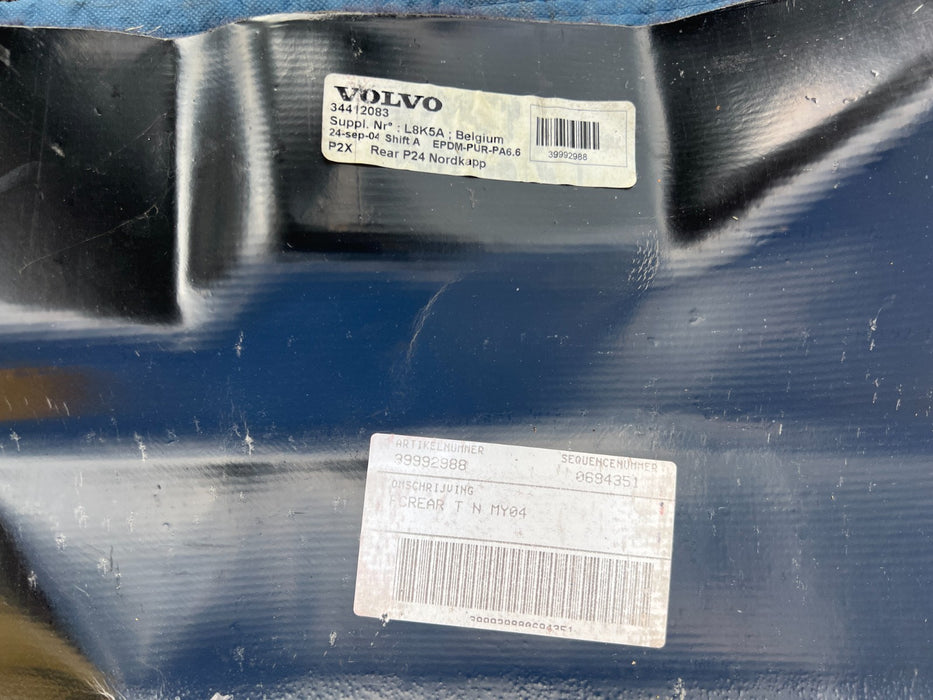 VOLVO
34412083
Suppl. Nr° : L8K5A ; Belgium
24-sep-04 Shift A EPDM-PUR-PA6.6
P2X Rear P24 Nordkapp
39992988
ARTIKELNUMMER
39992988
SEQUENCENUMMER
0694351
OMSCHRIJVING
CREAR T N MY04
399929880694351